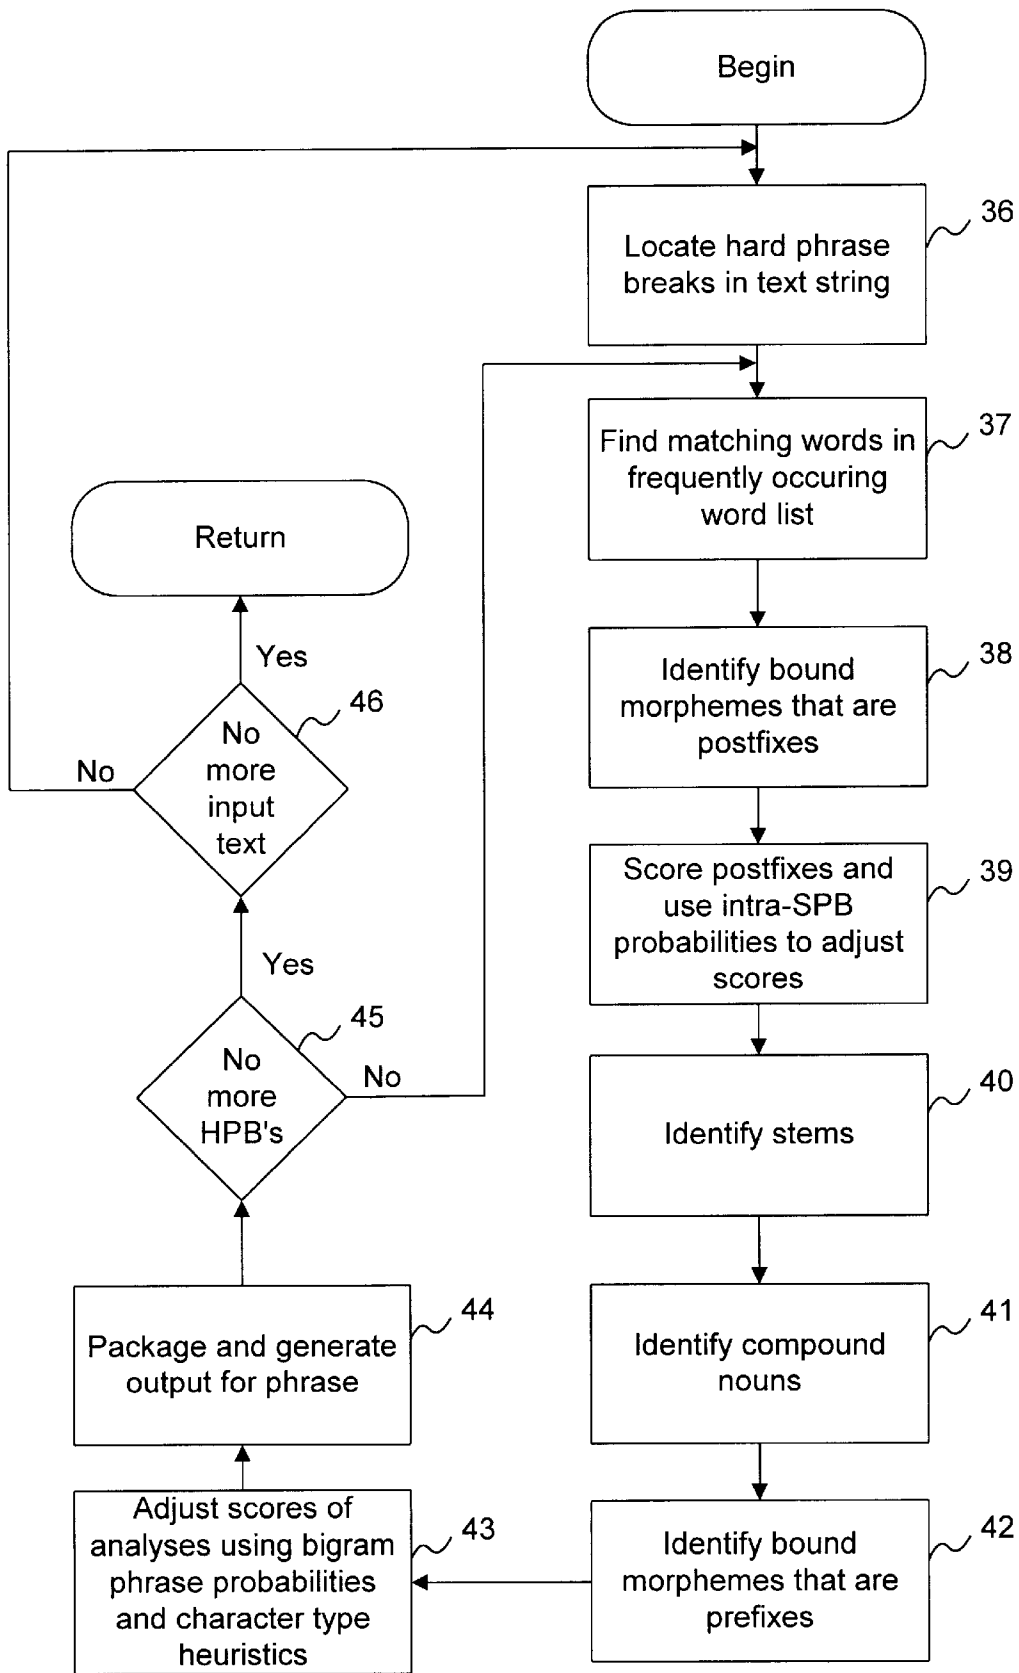 Begin
36
Locate hard phrase
breaks in text string
37
Find matching words in
frequently occuring
word list
Return
38
Identify bound
morphemes that are
postfixes
Yes
46
No
more
input
text
No
39
Score postfixes and
use intra-SPB
probabilities to adjust
scores
Yes
45
No
more
HPB's
No
40
Identify stems
44
Package and generate
output for phrase
41
Identify compound
nouns
43
Adjust scores of
analyses using bigram
phrase probabilities
and character type
heuristics
42
Identify bound
morphemes that are
prefixes